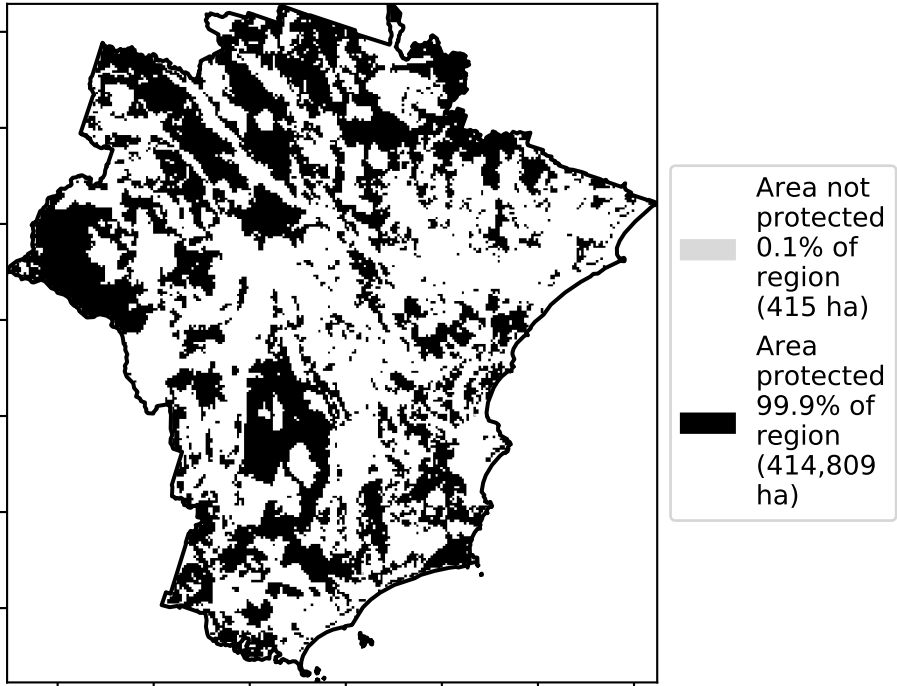 Area not
protected
0.1% of
region
(415 ha)
Area
protected
99.9% of
region
(414,809
ha)